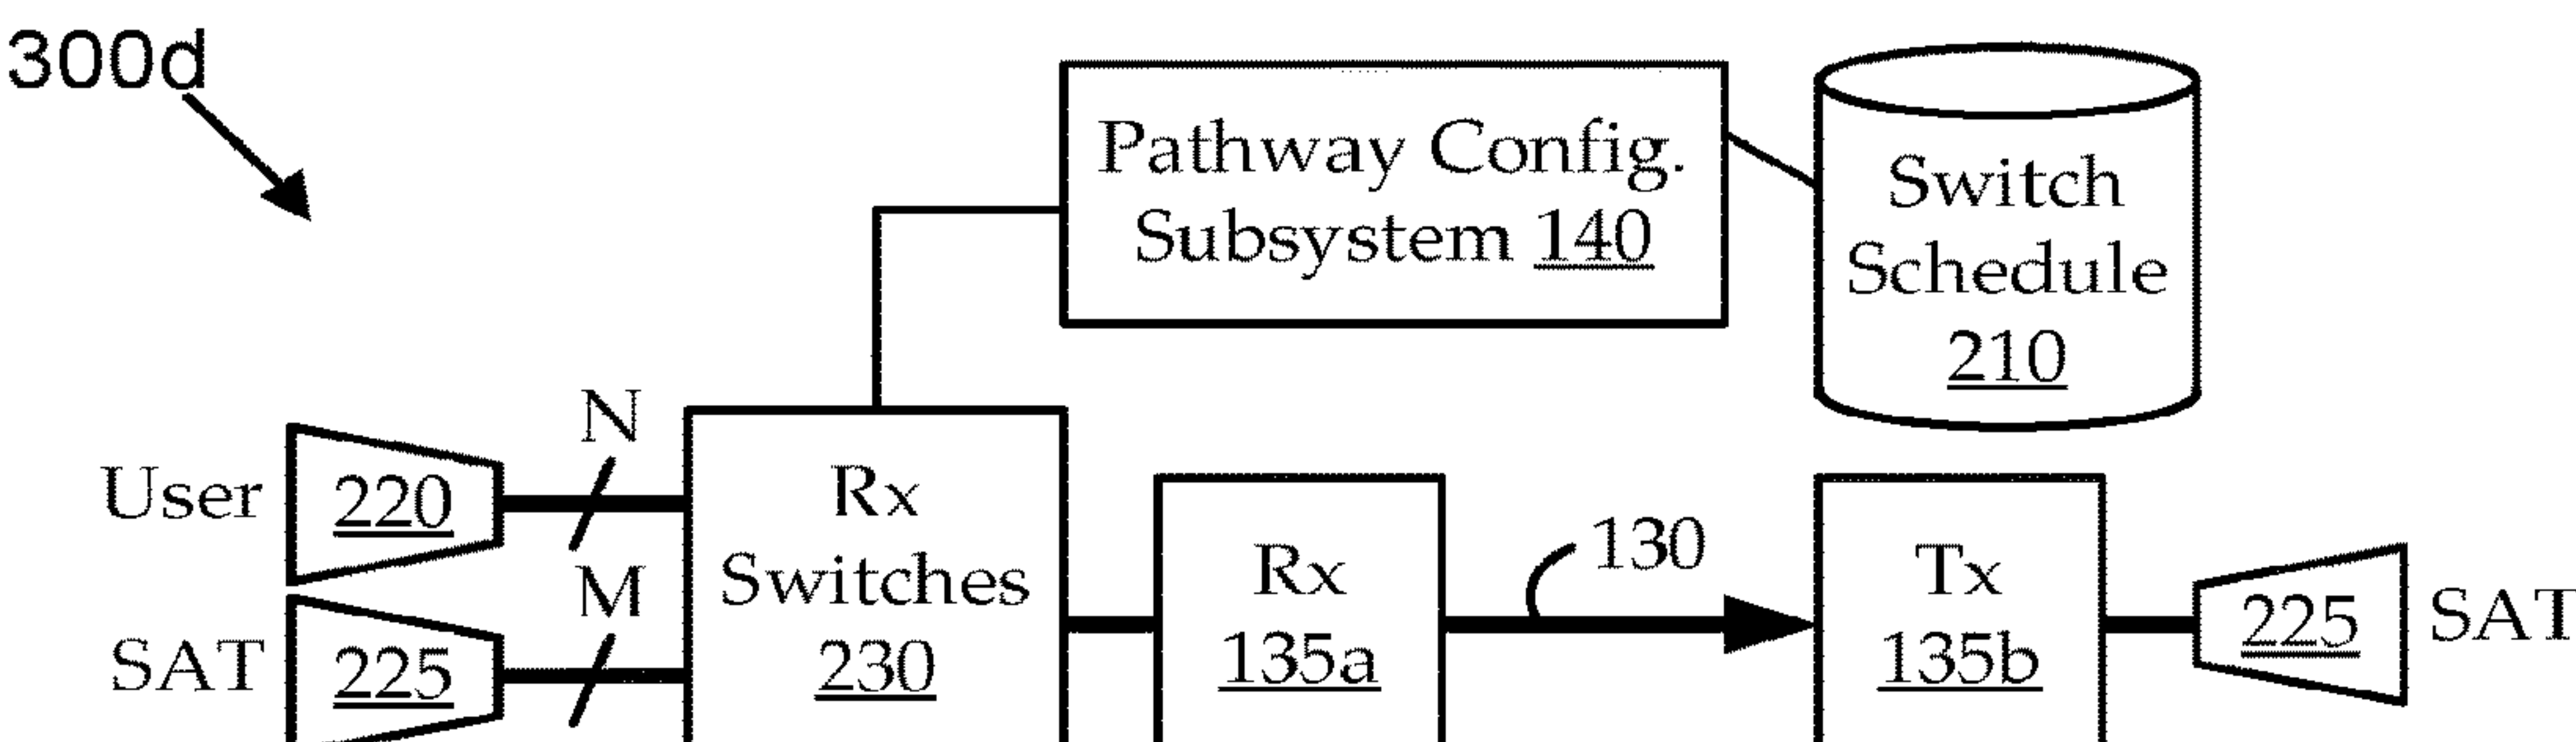 300d
Pathway Config.
Subsystem 140
Switch
Schedule
210
N
User
220
M
SAT
225
Rx
Switches
230
Rx
135a
130
Tx
135b
225
SAT